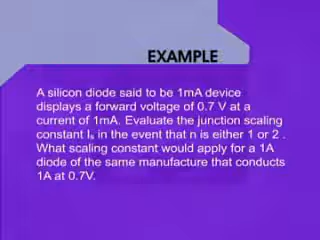 EXAMPLE
A silicon diode said to be 1mA device
displays a forward voltage of 0.7 V at a
current of 1mA. Evaluate the junction scaling
constant Iₛ in the event that n is either 1 or 2 .
What scaling constant would apply for a 1A
diode of the same manufacture that conducts
1A at 0.7V.